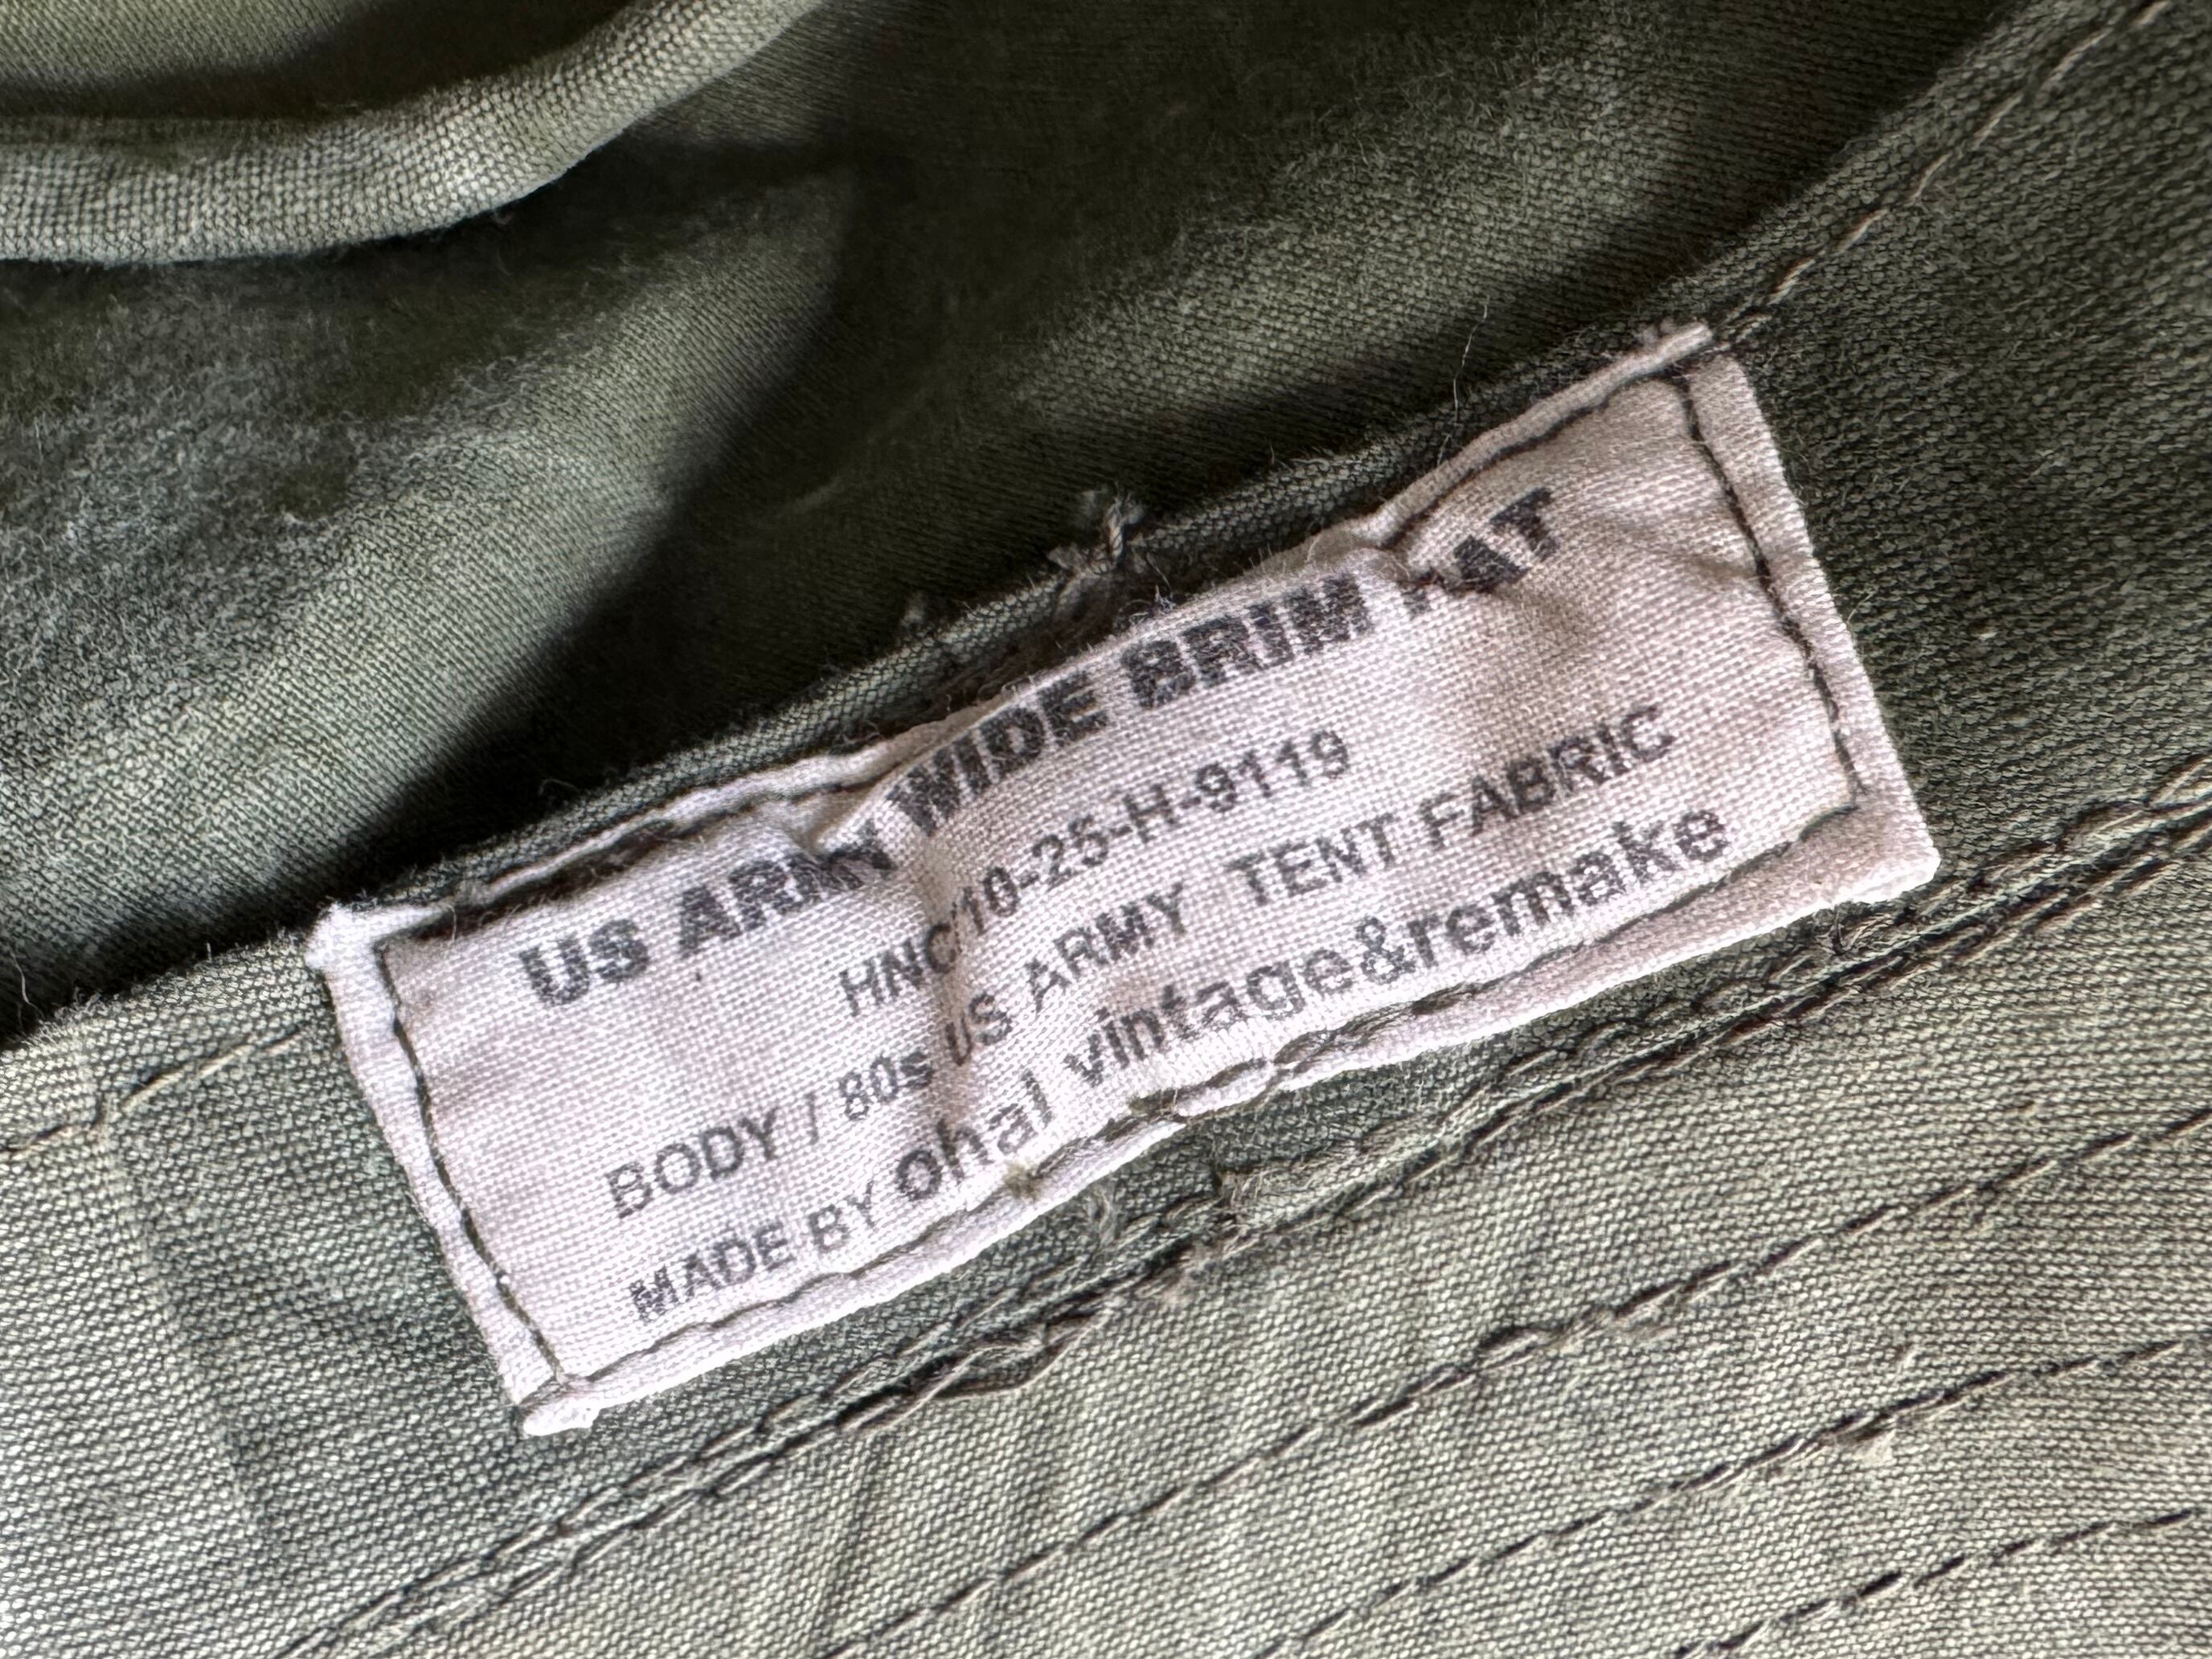 US ARMY WIDE BRIM HAT
HNC 10-25-H-9119
BODY / 80s US ARMY TENT FABRIC
MADE BY ohal vintage&remake